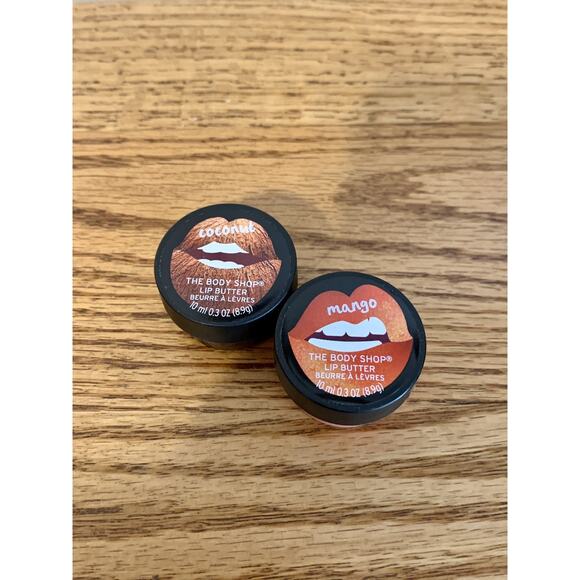 coconut
THE BODY SHOP®
LIP BUTTER
BEURRE À LÈVRES
10 ml 0.3 OZ (8.9g)
mango
THE BODY SHOP®
LIP BUTTER
BEURRE À LÈVRES
10 ml 0.3 OZ (8.9g)